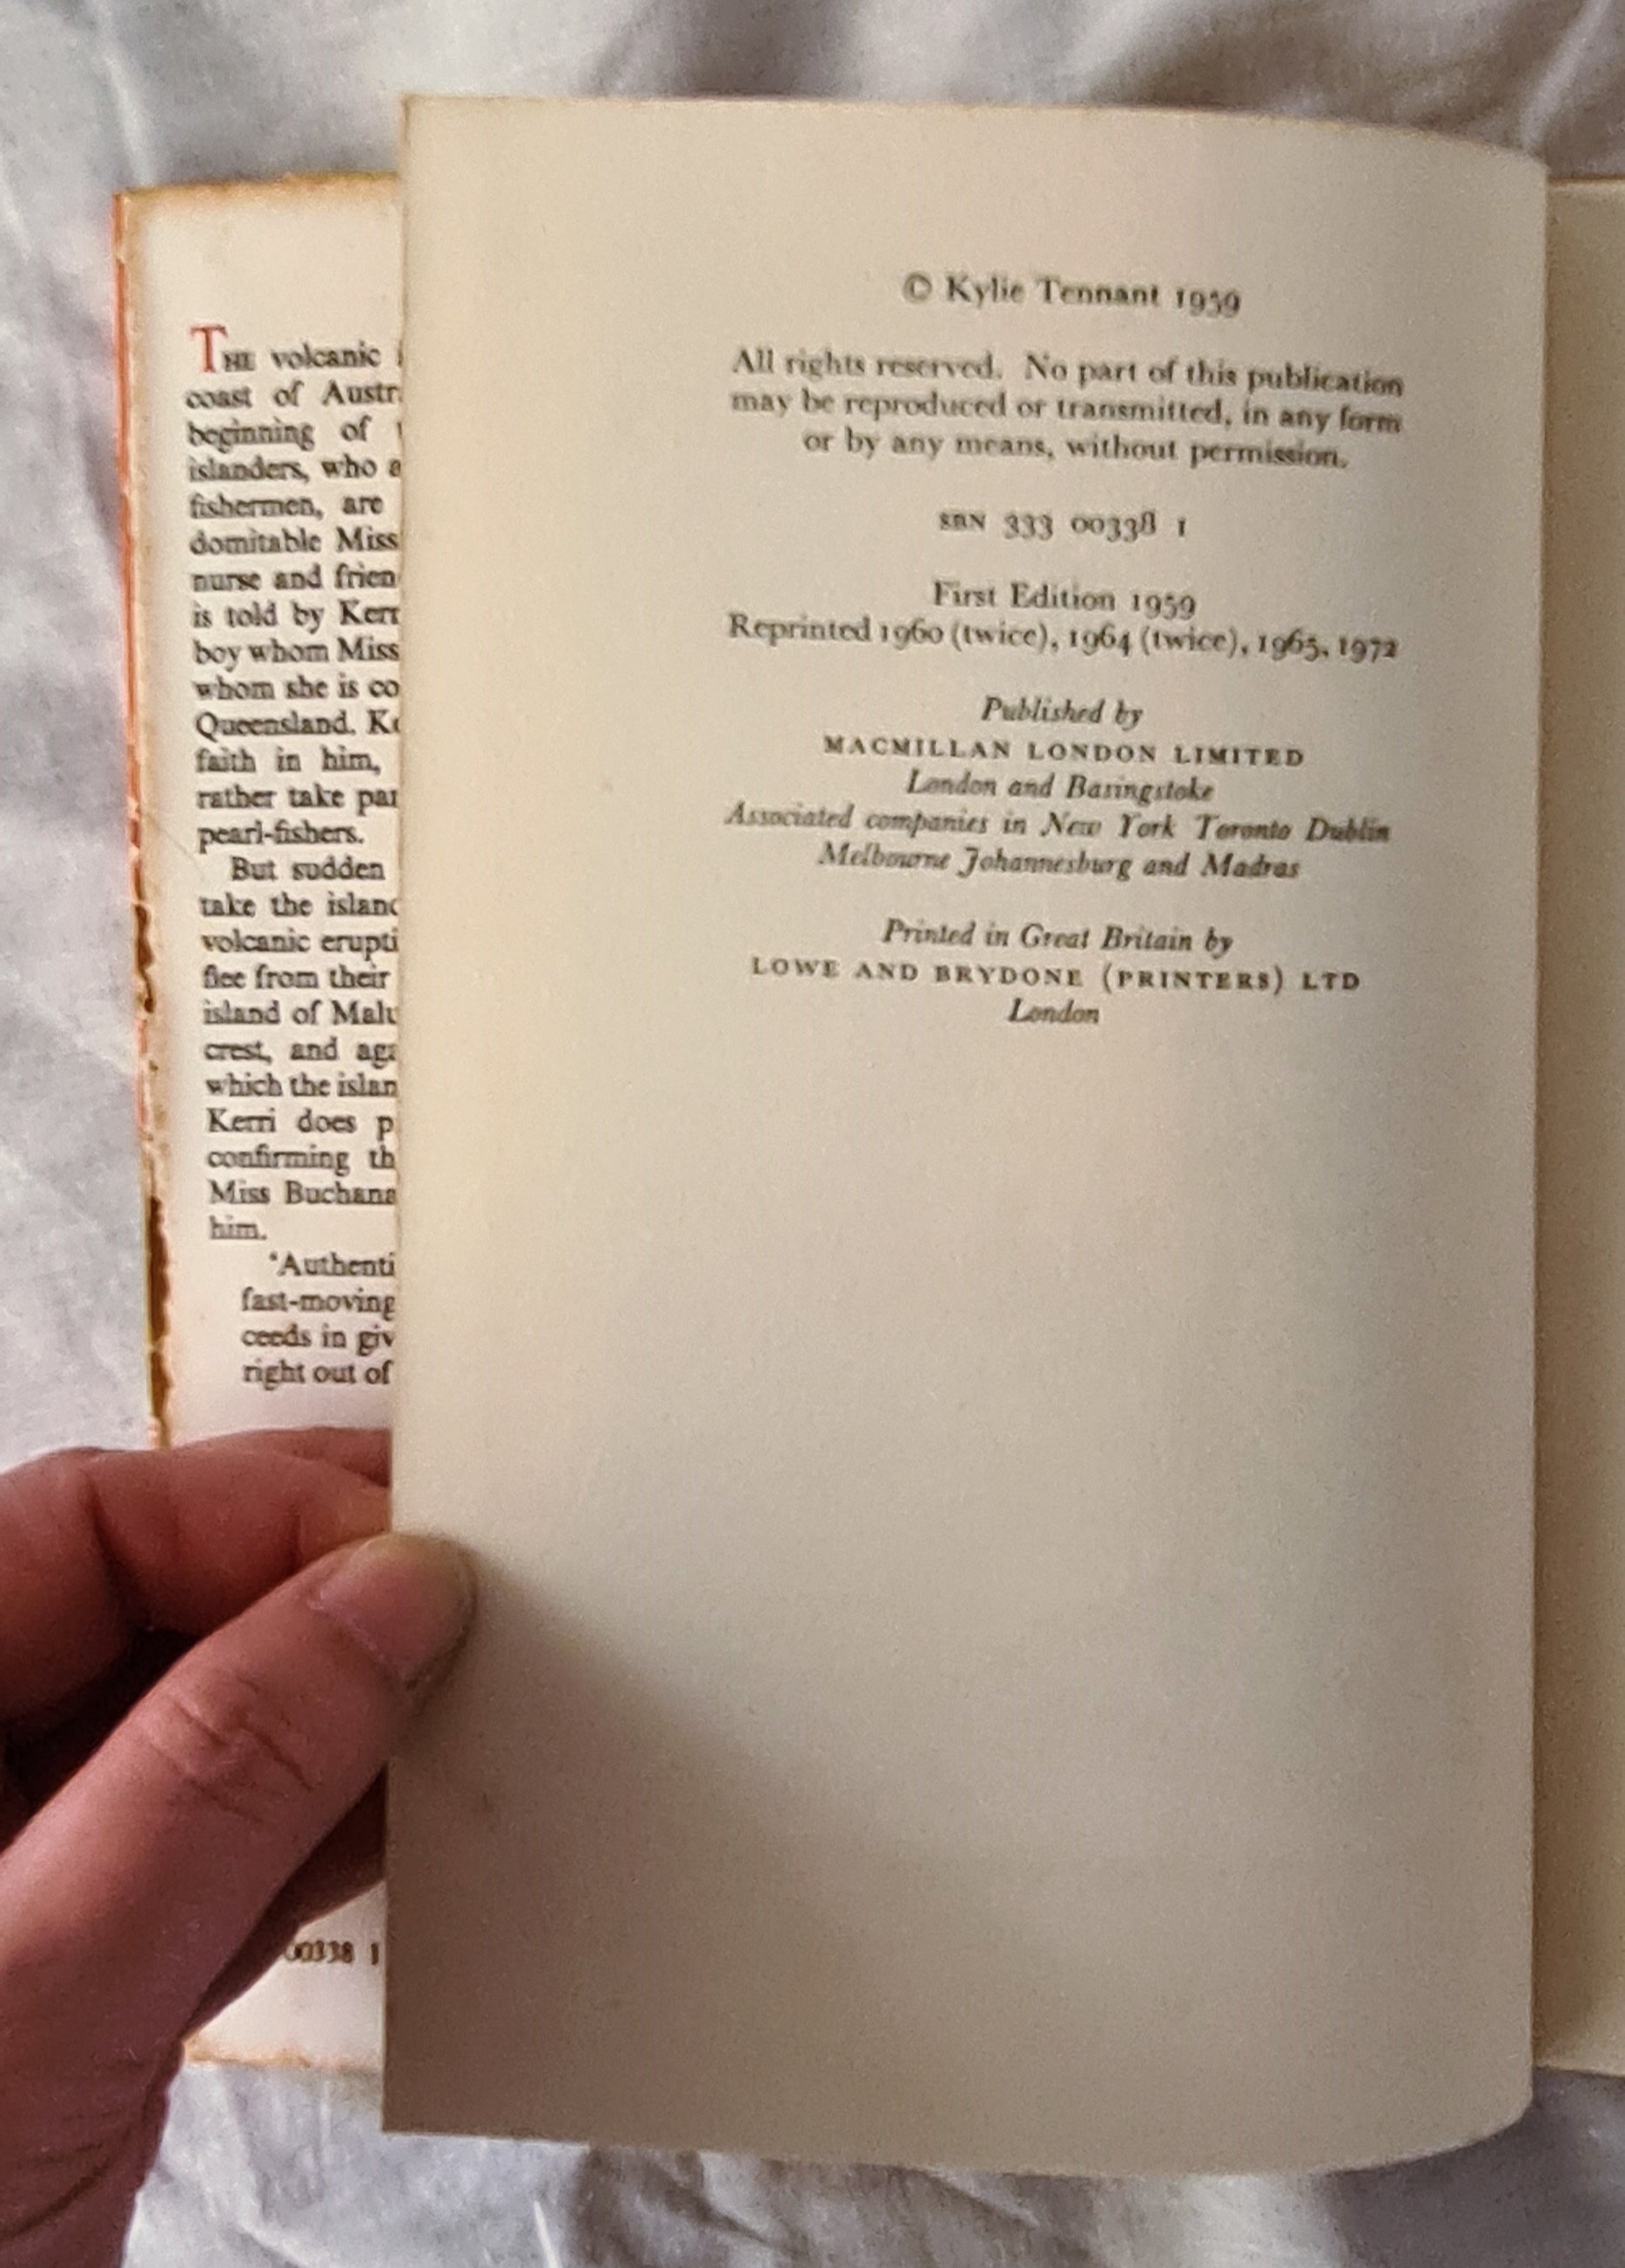 THE volcanic
coast of Austr
beginning of
islanders, who a
fishermen, are
domitable Miss
nurse and frien
is told by Kerr
boy whom Miss
whom she is co
Queensland. Ke
faith in him,
rather take par
pearl-fishers.
But sudden
take the island
volcanic erupti
flee from their
island of Malu
crest, and aga
which the islan
Kerri does p
confirming th
Miss Buchana
him.
'Authenti
fast-moving
ceeds in giv
right out of
00338 1
© Kylie Tennant 1959
All rights reserved. No part of this publication
may be reproduced or transmitted, in any form
or by any means, without permission.
SBN 333 00338 1
First Edition 1959
Reprinted 1960 (twice), 1964 (twice), 1965, 1972
Published by
MACMILLAN LONDON LIMITED
London and Basingstoke
Associated companies in New York Toronto Dublin
Melbourne Johannesburg and Madras
Printed in Great Britain by
LOWE AND BRYDONE (PRINTERS) LTD
London